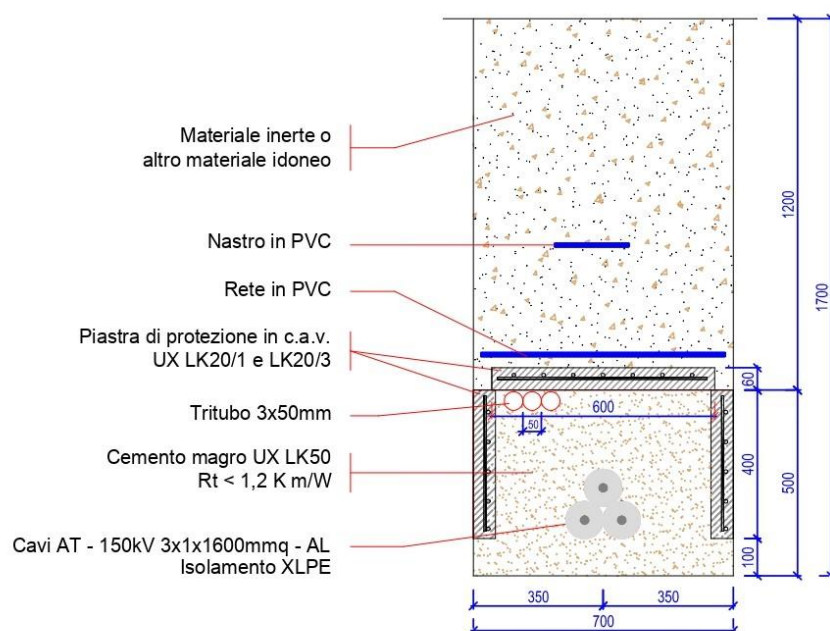 Materiale inerte o
altro materiale idoneo
Nastro in PVC
Rete in PVC
Piastra di protezione in c.a.v.
UX LK20/1 e LK20/3
Tritubo 3x50mm
Cemento magro UX LK50
Rt < 1,2 K m/W
Cavi AT - 150kV 3x1x1600mmq - AL
Isolamento XLPE
1200
1700
60
600
50
400
500
100
350
350
700